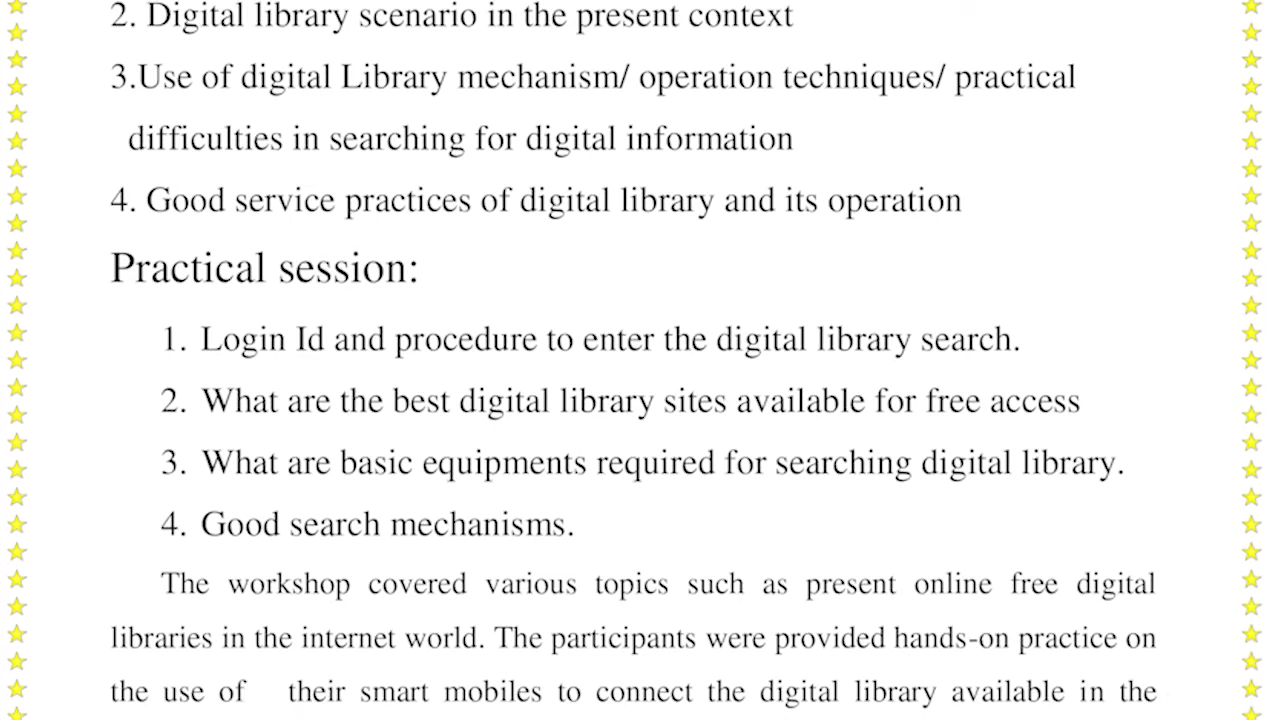 2. Digital library scenario in the present context
3.Use of digital Library mechanism/ operation techniques/ practical
difficulties in searching for digital information
4. Good service practices of digital library and its operation
Practical session:
1. Login Id and procedure to enter the digital library search.
2. What are the best digital library sites available for free access
3. What are basic equipments required for searching digital library.
4. Good search mechanisms.
The workshop covered various topics such as present online free digital
libraries in the internet world. The participants were provided hands-on practice on
the use of their smart mobiles to connect the digital library available in the